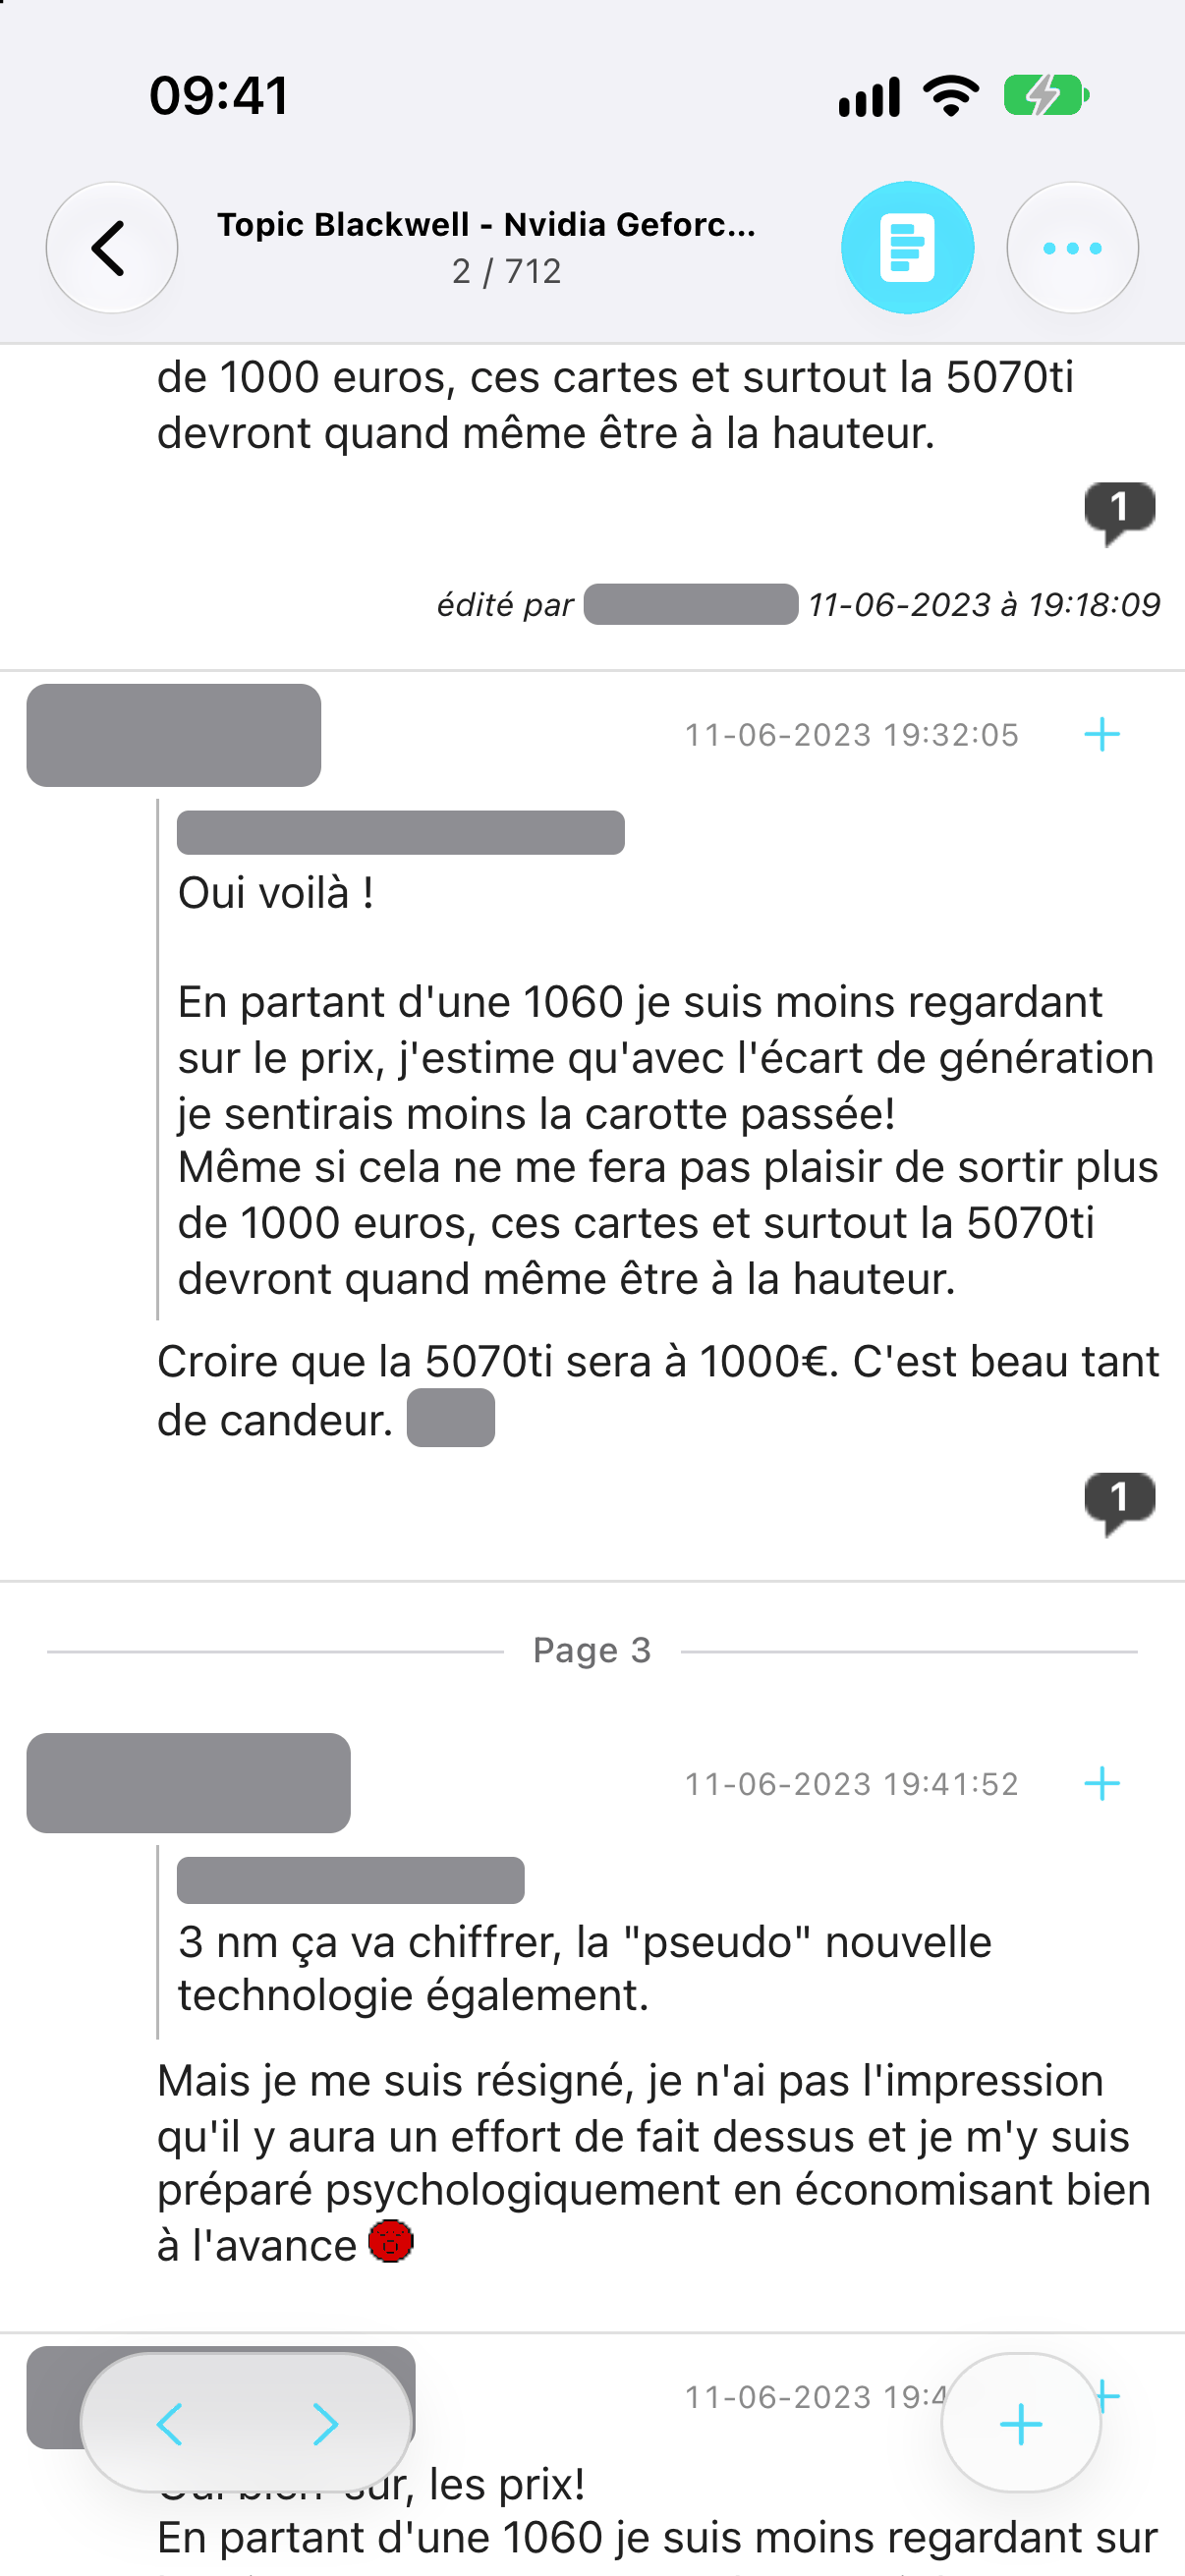 09:41
Topic Blackwell - Nvidia Geforc...
2 / 712
de 1000 euros, ces cartes et surtout la 5070ti
devront quand même être à la hauteur.
1
édité par 11-06-2023 à 19:18:09
11-06-2023 19:32:05
Oui voilà !
En partant d'une 1060 je suis moins regardant
sur le prix, j'estime qu'avec l'écart de génération
je sentirais moins la carotte passée!
Même si cela ne me fera pas plaisir de sortir plus
de 1000 euros, ces cartes et surtout la 5070ti
devront quand même être à la hauteur.
Croire que la 5070ti sera à 1000€. C'est beau tant
de candeur.
1
Page 3
11-06-2023 19:41:52
3 nm ça va chiffrer, la "pseudo" nouvelle
technologie également.
Mais je me suis résigné, je n'ai pas l'impression
qu'il y aura un effort de fait dessus et je m'y suis
préparé psychologiquement en économisant bien
à l'avance
11-06-2023 19:4
les prix!
En partant d'une 1060 je suis moins regardant sur